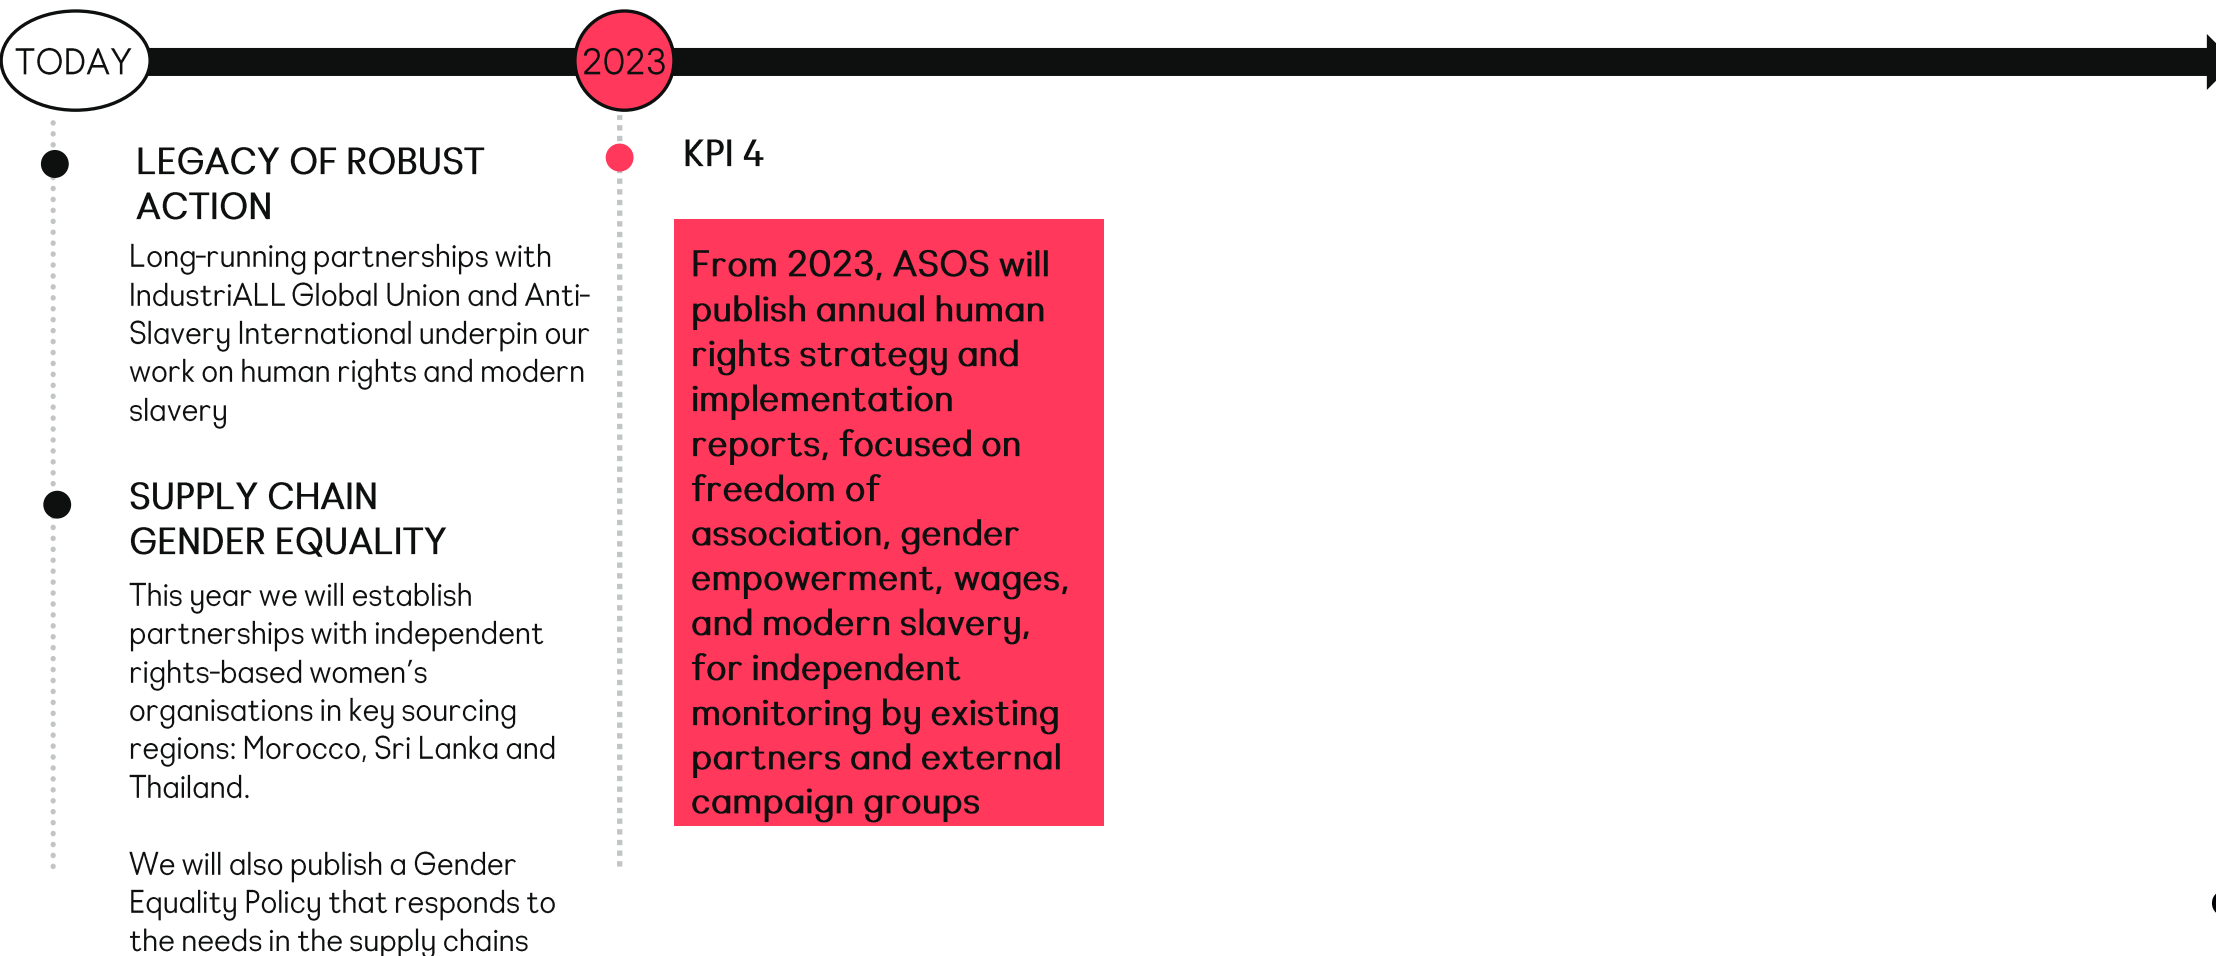 TODAY
2023
LEGACY OF ROBUST
ACTION
Long-running partnerships with
IndustriALL Global Union and Anti-
Slavery International underpin our
work on human rights and modern
slavery
SUPPLY CHAIN
GENDER EQUALITY
This year we will establish
partnerships with independent
rights-based women’s
organisations in key sourcing
regions: Morocco, Sri Lanka and
Thailand.
We will also publish a Gender
Equality Policy that responds to
the needs in the supply chains
KPI 4
From 2023, ASOS will
publish annual human
rights strategy and
implementation
reports, focused on
freedom of
association, gender
empowerment, wages,
and modern slavery,
for independent
monitoring by existing
partners and external
campaign groups